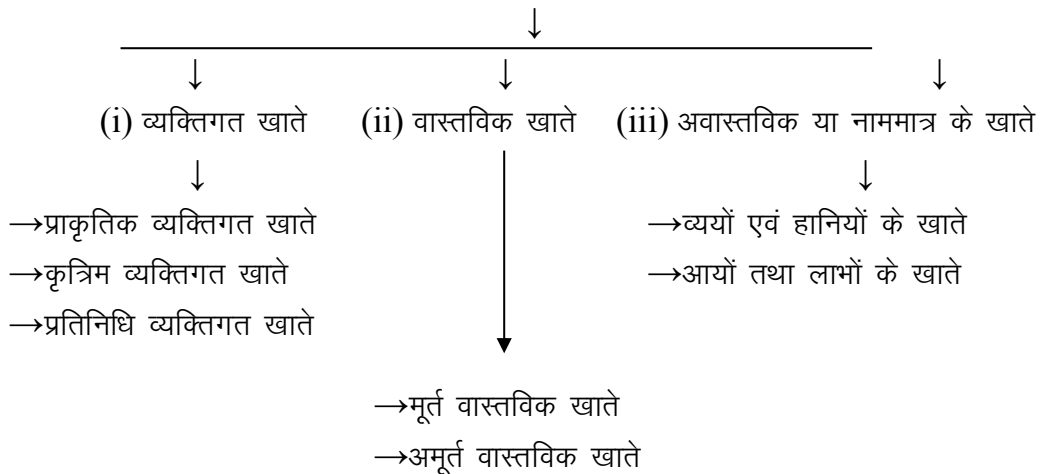 (i) व्यक्तिगत खाते (ii) वास्तविक खाते (iii) अवास्तविक या नाममात्र के खाते
→प्राकृतिक व्यक्तिगत खाते
→कृत्रिम व्यक्तिगत खाते
→प्रतिनिधि व्यक्तिगत खाते
→मूर्त वास्तविक खाते
→अमूर्त वास्तविक खाते
→व्ययों एवं हानियों के खाते
→आयों तथा लाभों के खाते